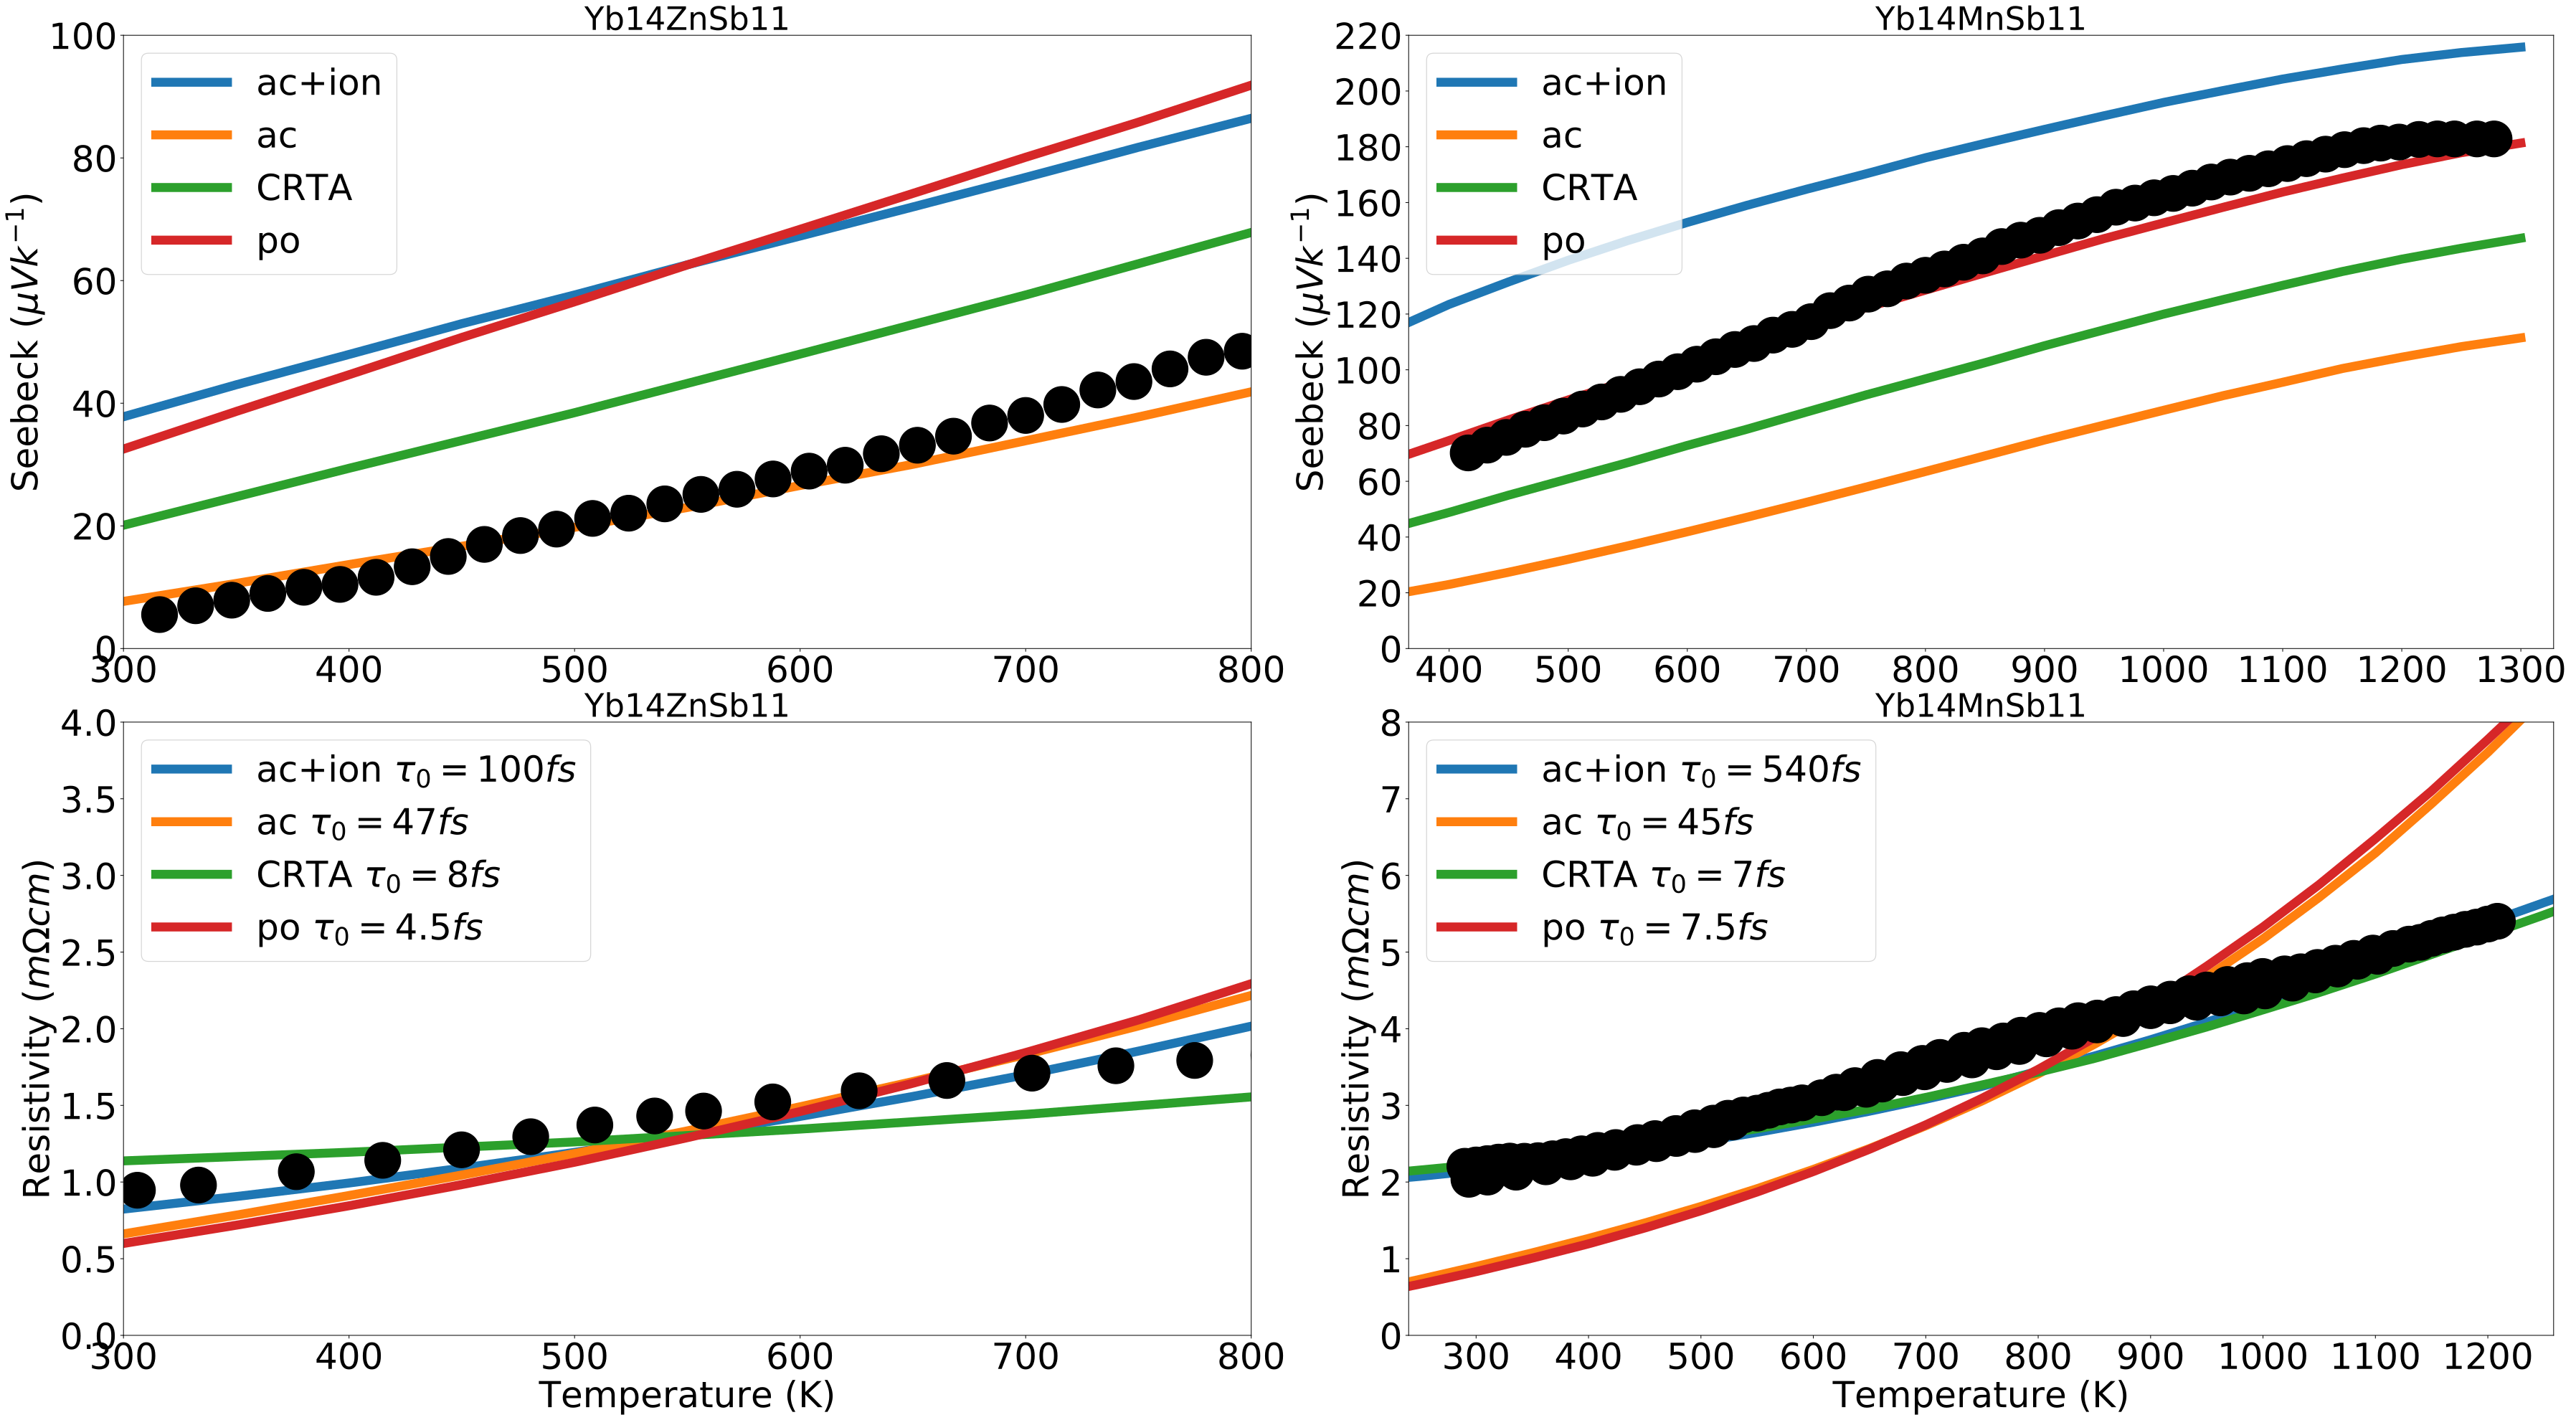 Yb14ZnSb11
Seebeck (μVk⁻¹)
100
80
60
40
20
0
ac+ion
ac
CRTA
po
300 400 500 600 700 800
Yb14MnSb11
Seebeck (μVk⁻¹)
220
200
180
160
140
120
100
80
60
40
20
0
ac+ion
ac
CRTA
po
400 500 600 700 800 900 1000 1100 1200 1300
Yb14ZnSb11
Resistivity (mΩcm)
4.0
3.5
3.0
2.5
2.0
1.5
1.0
0.5
0.0
ac+ion τ₀ = 100fs
ac τ₀ = 47fs
CRTA τ₀ = 8fs
po τ₀ = 4.5fs
300 400 500 600 700 800
Temperature (K)
Yb14MnSb11
Resistivity (mΩcm)
8
7
6
5
4
3
2
1
0
ac+ion τ₀ = 540fs
ac τ₀ = 45fs
CRTA τ₀ = 7fs
po τ₀ = 7.5fs
300 400 500 600 700 800 900 1000 1100 1200
Temperature (K)